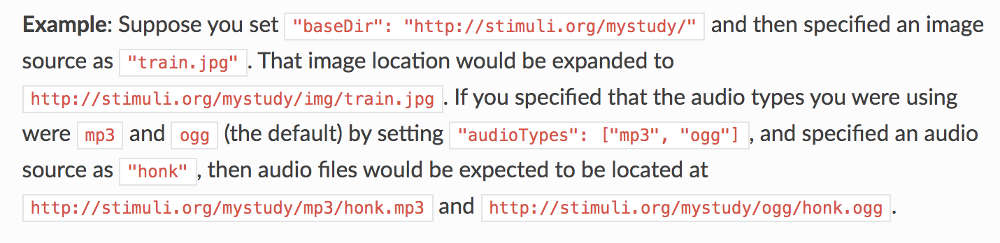 Example: Suppose you set "baseDir": "http://stimuli.org/mystudy/" and then specified an image
source as "train.jpg" . That image location would be expanded to
http://stimuli.org/mystudy/img/train.jpg . If you specified that the audio types you were using
were mp3 and ogg (the default) by setting "audioTypes": ["mp3", "ogg"] , and specified an audio
source as "honk" , then audio files would be expected to be located at
http://stimuli.org/mystudy/mp3/honk.mp3 and http://stimuli.org/mystudy/ogg/honk.ogg .